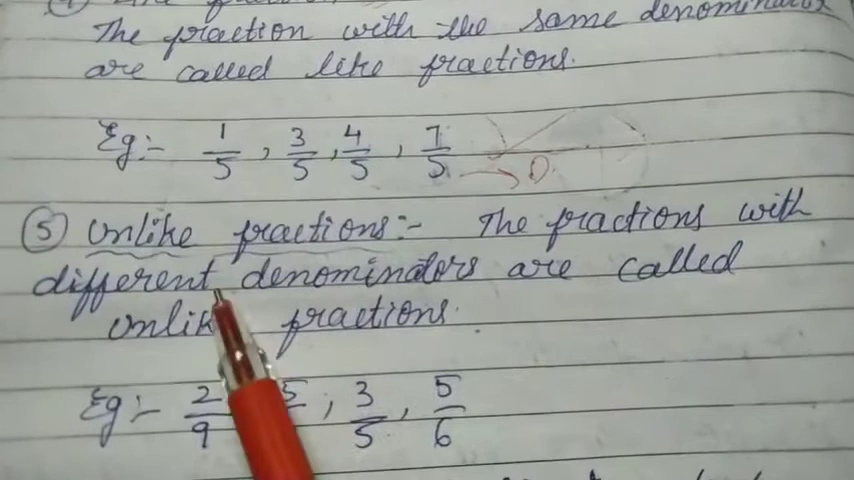 The fraction with the same denominator
are called like fractions.
Eg:- 1/5 , 3/5 , 4/5 , 7/5 → D.
⑤ Unlike fractions:- The fractions with
different denominators are called
fractions.
Eg:- 2/9 , 3/5 , 5/6